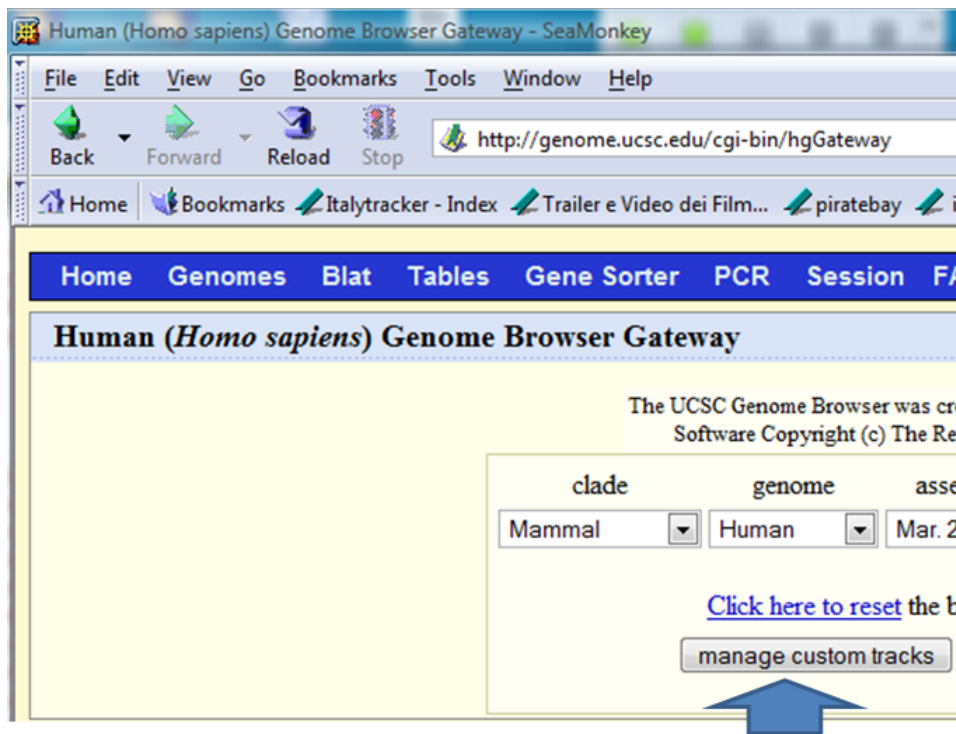 Human (Homo sapiens) Genome Browser Gateway - SeaMonkey
File Edit View Go Bookmarks Tools Window Help
Back Forward Reload Stop http://genome.ucsc.edu/cgi-bin/hgGateway
Home Bookmarks Italytracker - Index Trailer e Video dei Film... piratebay
Home Genomes Blat Tables Gene Sorter PCR Session
Human (Homo sapiens) Genome Browser Gateway
The UCSC Genome Browser was
Software Copyright (c) The
clade genome
Mammal Human Mar.
Click here to reset the
manage custom tracks